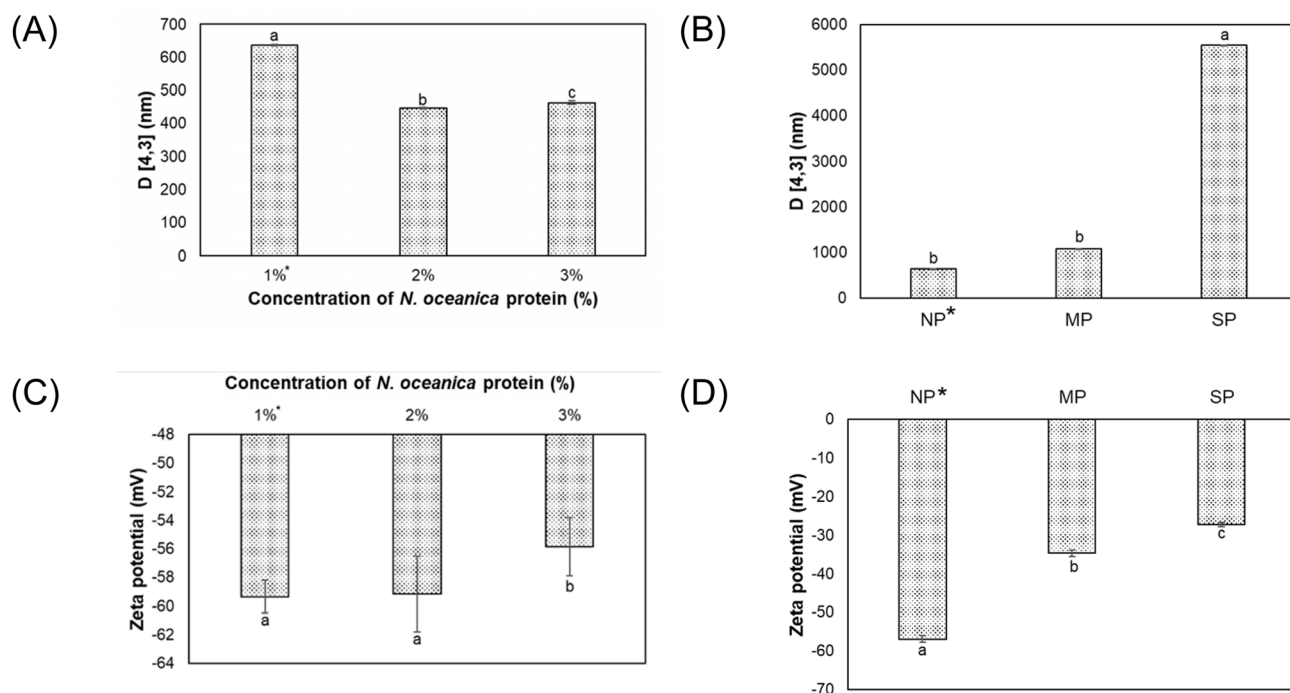 (A)
700
600
500
400
300
200
100
0
D [4,3] (nm)
a
b
c
1%*
2%
3%
Concentration of N. oceanica protein (%)
(B)
6000
5000
4000
3000
2000
1000
0
D [4,3] (nm)
b
b
a
NP*
MP
SP
(C)
Concentration of N. oceanica protein (%)
1%*
2%
3%
-48
-50
-52
-54
-56
-58
-60
-62
-64
Zeta potential (mV)
a
a
b
(D)
NP*
MP
SP
0
-10
-20
-30
-40
-50
-60
-70
Zeta potential (mV)
a
b
c